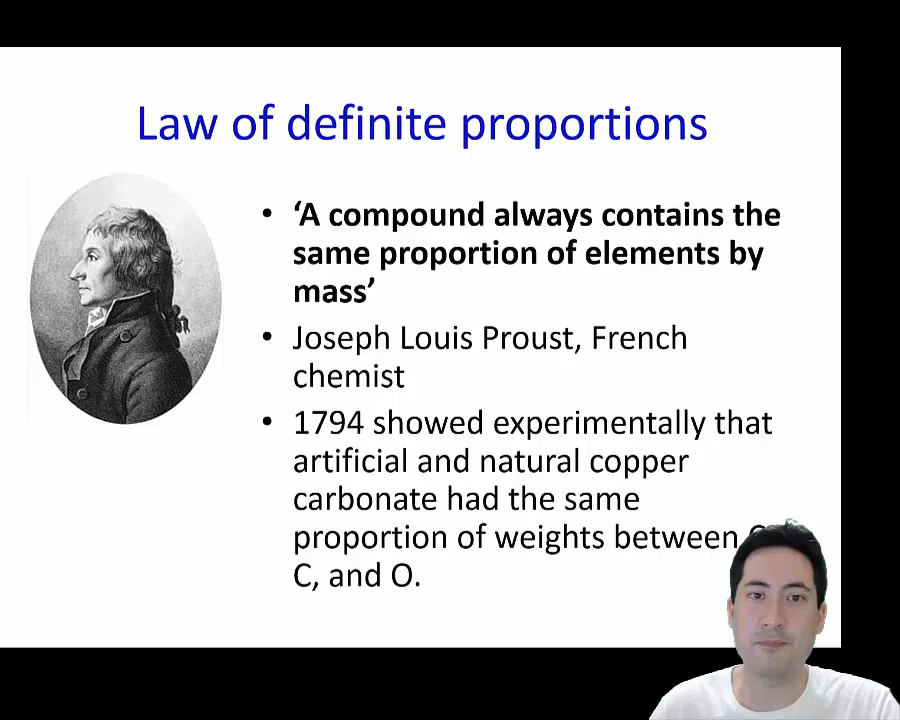 Law of definite proportions
• ‘A compound always contains the
same proportion of elements by
mass’
• Joseph Louis Proust, French
chemist
• 1794 showed experimentally that
artificial and natural copper
carbonate had the same
proportion of weights between
C, and O.